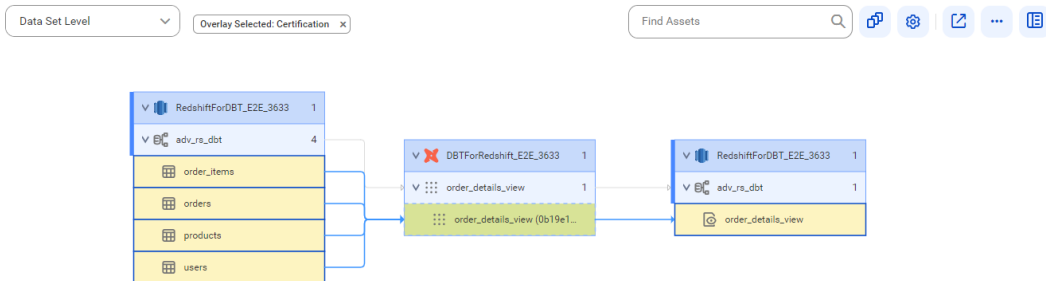 Data Set Level
Overlay Selected: Certification ×
Find Assets
RedshiftForDBT_E2E_3633 1
adv_rs_dbt 4
order_items
orders
products
users
DBTForRedshift_E2E_3633 1
order_details_view 1
order_details_view (0b19e1...
RedshiftForDBT_E2E_3633 1
adv_rs_dbt 1
order_details_view